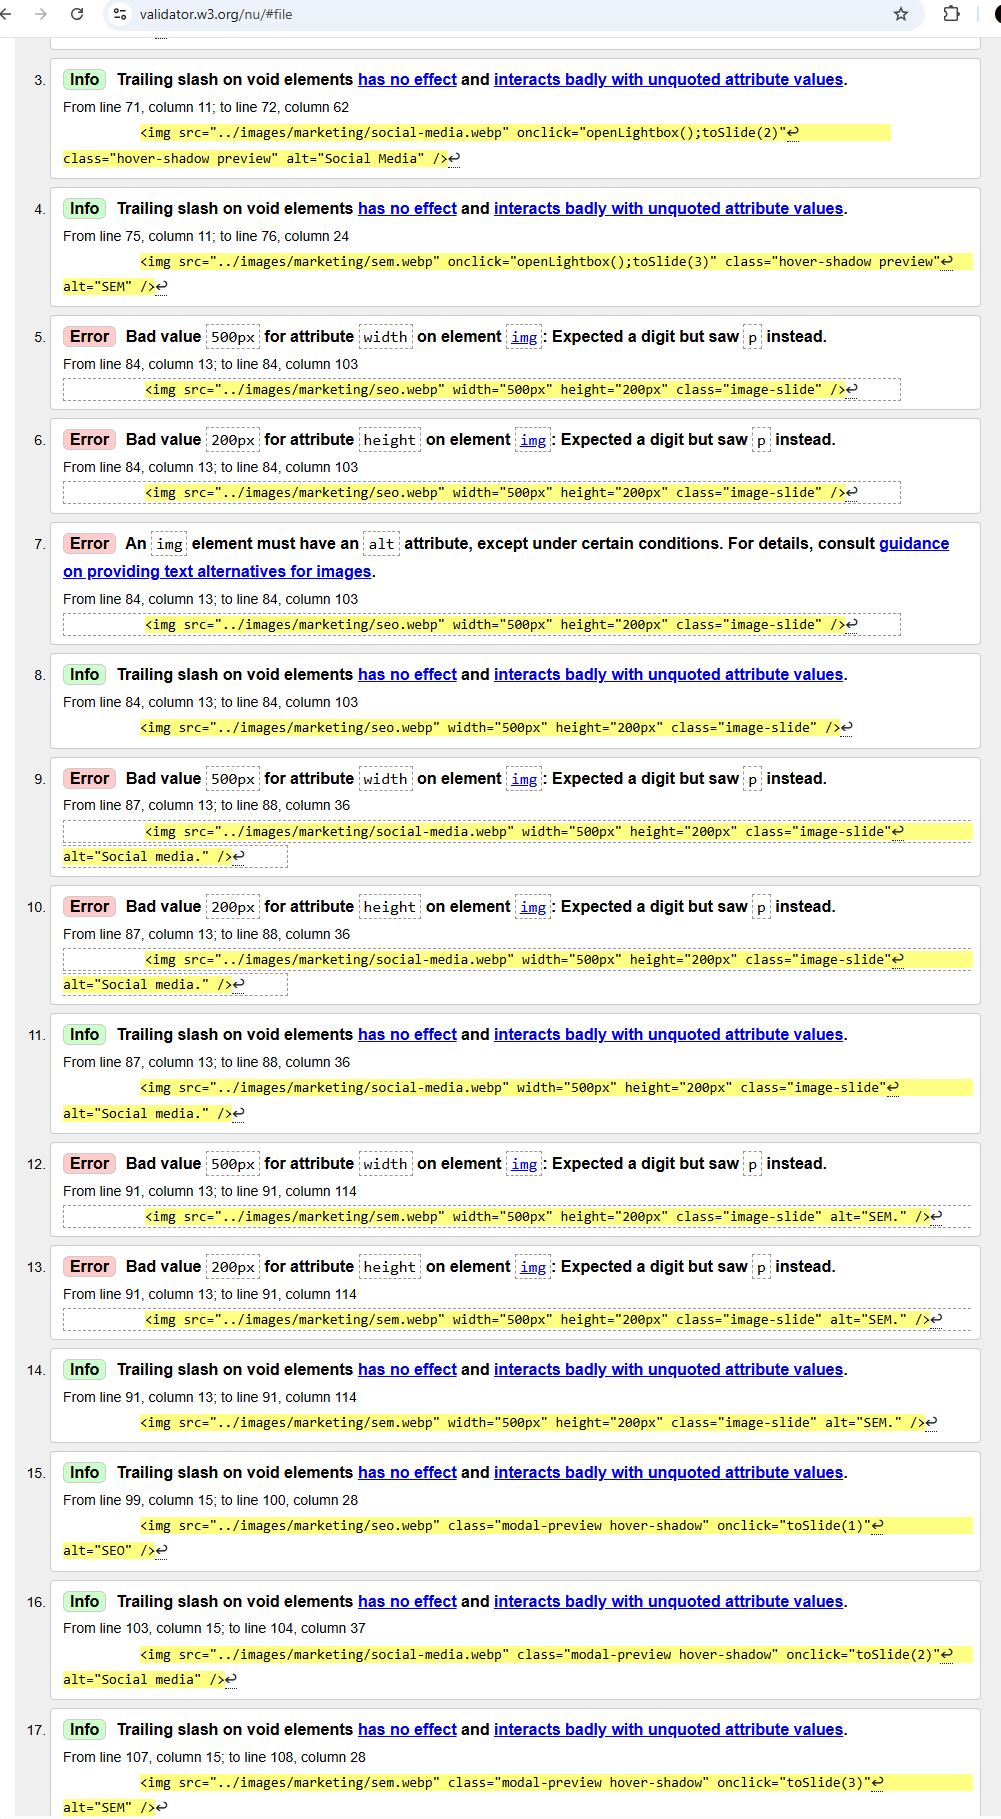 validator.w3.org/nu/#file
3. Info Trailing slash on void elements has no effect and interacts badly with unquoted attribute values.
From line 71, column 11; to line 72, column 62
<img src="../images/marketing/social-media.webp" onclick="openLightbox();toSlide(2)"↩
class="hover-shadow preview" alt="Social Media" />↩
4. Info Trailing slash on void elements has no effect and interacts badly with unquoted attribute values.
From line 75, column 11; to line 76, column 24
<img src="../images/marketing/sem.webp" onclick="openLightbox();toSlide(3)" class="hover-shadow preview"↩
alt="SEM" />↩
5. Error Bad value 500px for attribute width on element img: Expected a digit but saw p instead.
From line 84, column 13; to line 84, column 103
<img src="../images/marketing/seo.webp" width="500px" height="200px" class="image-slide" />↩
6. Error Bad value 200px for attribute height on element img: Expected a digit but saw p instead.
From line 84, column 13; to line 84, column 103
<img src="../images/marketing/seo.webp" width="500px" height="200px" class="image-slide" />↩
7. Error An img element must have an alt attribute, except under certain conditions. For details, consult guidance
on providing text alternatives for images.
From line 84, column 13; to line 84, column 103
<img src="../images/marketing/seo.webp" width="500px" height="200px" class="image-slide" />↩
8. Info Trailing slash on void elements has no effect and interacts badly with unquoted attribute values.
From line 84, column 13; to line 84, column 103
<img src="../images/marketing/seo.webp" width="500px" height="200px" class="image-slide" />↩
9. Error Bad value 500px for attribute width on element img: Expected a digit but saw p instead.
From line 87, column 13; to line 88, column 36
<img src="../images/marketing/social-media.webp" width="500px" height="200px" class="image-slide"↩
alt="Social media." />↩
10. Error Bad value 200px for attribute height on element img: Expected a digit but saw p instead.
From line 87, column 13; to line 88, column 36
<img src="../images/marketing/social-media.webp" width="500px" height="200px" class="image-slide"↩
alt="Social media." />↩
11. Info Trailing slash on void elements has no effect and interacts badly with unquoted attribute values.
From line 87, column 13; to line 88, column 36
<img src="../images/marketing/social-media.webp" width="500px" height="200px" class="image-slide"↩
alt="Social media." />↩
12. Error Bad value 500px for attribute width on element img: Expected a digit but saw p instead.
From line 91, column 13; to line 91, column 114
<img src="../images/marketing/sem.webp" width="500px" height="200px" class="image-slide" alt="SEM." />↩
13. Error Bad value 200px for attribute height on element img: Expected a digit but saw p instead.
From line 91, column 13; to line 91, column 114
<img src="../images/marketing/sem.webp" width="500px" height="200px" class="image-slide" alt="SEM." />↩
14. Info Trailing slash on void elements has no effect and interacts badly with unquoted attribute values.
From line 91, column 13; to line 91, column 114
<img src="../images/marketing/sem.webp" width="500px" height="200px" class="image-slide" alt="SEM." />↩
15. Info Trailing slash on void elements has no effect and interacts badly with unquoted attribute values.
From line 99, column 15; to line 100, column 28
<img src="../images/marketing/seo.webp" class="modal-preview hover-shadow" onclick="toSlide(1)"↩
alt="SEO" />↩
16. Info Trailing slash on void elements has no effect and interacts badly with unquoted attribute values.
From line 103, column 15; to line 104, column 37
<img src="../images/marketing/social-media.webp" class="modal-preview hover-shadow" onclick="toSlide(2)"↩
alt="Social media" />↩
17. Info Trailing slash on void elements has no effect and interacts badly with unquoted attribute values.
From line 107, column 15; to line 108, column 28
<img src="../images/marketing/sem.webp" class="modal-preview hover-shadow" onclick="toSlide(3)"↩
alt="SEM" />↩